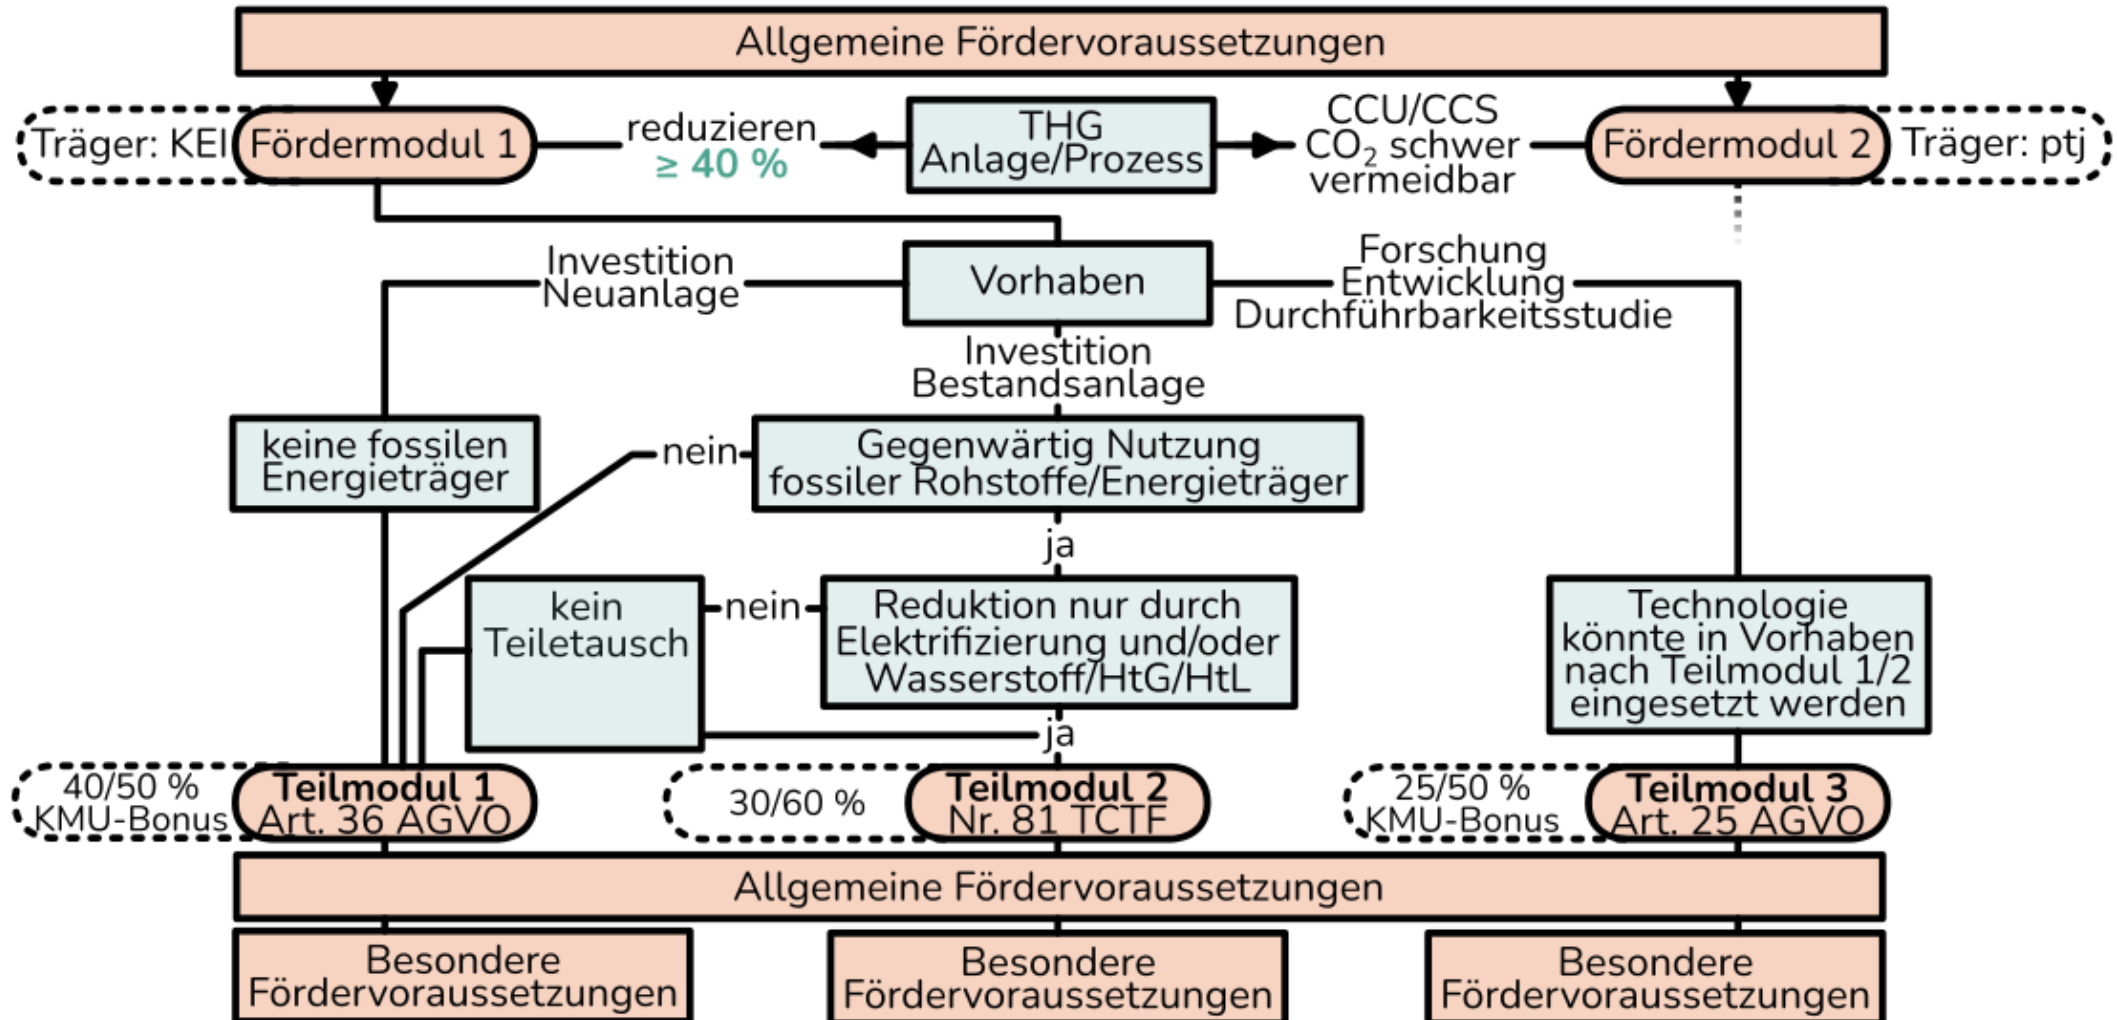 Allgemeine Fördervoraussetzungen
Träger: KEI
Fördermodul 1
reduzieren
≥ 40 %
THG
Anlage/Prozess
CCU/CCS
CO₂ schwer
vermeidbar
Fördermodul 2
Träger: ptj
Investition
Neuanlage
Vorhaben
Forschung
Entwicklung
Durchführbarkeitsstudie
Investition
Bestandsanlage
keine fossilen
Energieträger
nein
Gegenwärtig Nutzung
fossiler Rohstoffe/Energieträger
ja
kein
Teiletausch
nein
Reduktion nur durch
Elektrifizierung und/oder
Wasserstoff/HtG/HtL
Technologie
könnte in Vorhaben
nach Teilmodul 1/2
eingesetzt werden
ja
40/50 %
KMU-Bonus
Teilmodul 1
Art. 36 AGVO
30/60 %
Teilmodul 2
Nr. 81 TCTF
25/50 %
KMU-Bonus
Teilmodul 3
Art. 25 AGVO
Allgemeine Fördervoraussetzungen
Besondere
Fördervoraussetzungen
Besondere
Fördervoraussetzungen
Besondere
Fördervoraussetzungen